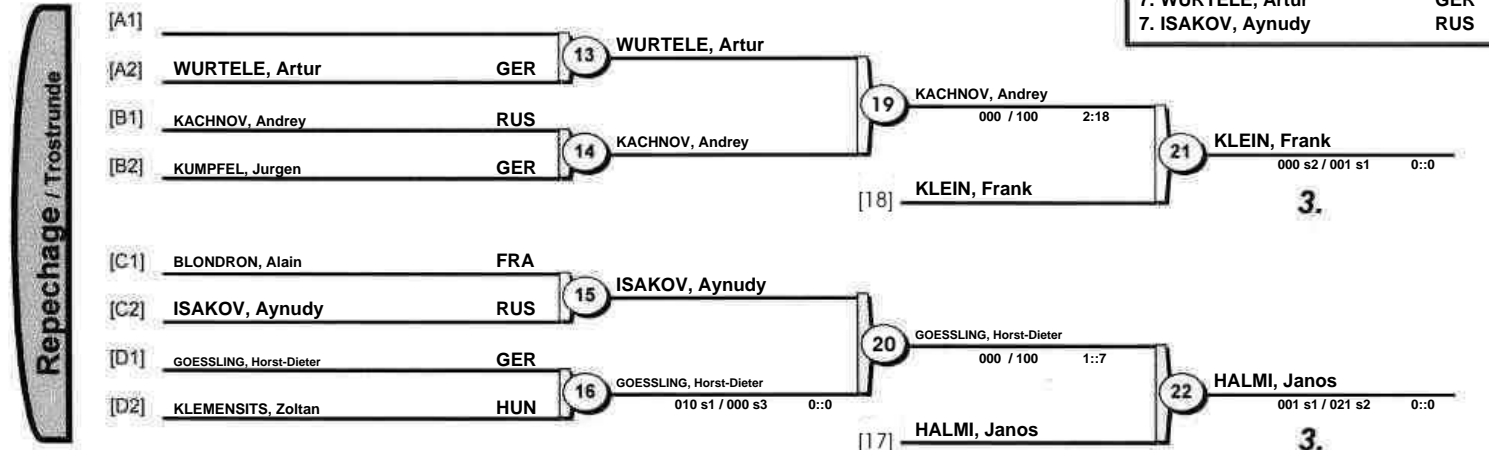 7. WURTELE, Artur GER
7. ISAKOV, Aynudy RUS
Repechage / Trostrunde
[A1]
[A2] WURTELE, Artur GER
13 WURTELE, Artur
[B1] KACHNOV, Andrey RUS
[B2] KUMPFEL, Jurgen GER
14 KACHNOV, Andrey
19 KACHNOV, Andrey
000 / 100 2:18
[18] KLEIN, Frank
21 KLEIN, Frank
000 s2 / 001 s1 0::0
3.
[C1] BLONDRON, Alain FRA
[C2] ISAKOV, Aynudy RUS
15 ISAKOV, Aynudy
[D1] GOESSLING, Horst-Dieter GER
[D2] KLEMENSITS, Zoltan HUN
16 GOESSLING, Horst-Dieter
010 s1 / 000 s3 0::0
20 GOESSLING, Horst-Dieter
000 / 100 1::7
[17] HALMI, Janos
22 HALMI, Janos
001 s1 / 021 s2 0::0
3.